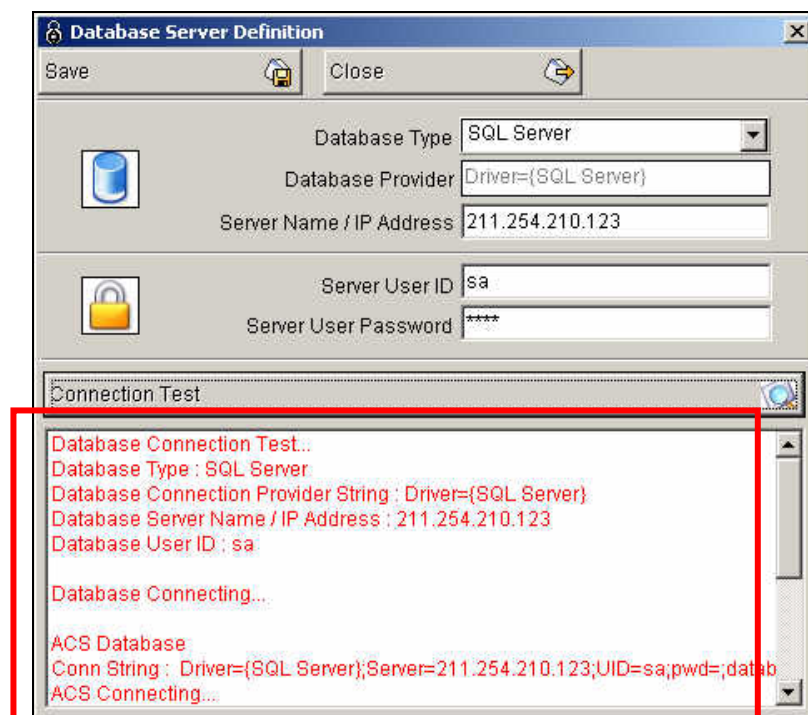 Database Server Definition
Save
Close
Database Type SQL Server
Database Provider Driver={SQL Server}
Server Name / IP Address 211.254.210.123
Server User ID sa
Server User Password ****
Connection Test
Database Connection Test...
Database Type : SQL Server
Database Connection Provider String : Driver={SQL Server}
Database Server Name / IP Address : 211.254.210.123
Database User ID : sa
Database Connecting...
ACS Database
Conn String : Driver={SQL Server};Server=211.254.210.123;UID=sa;pwd=;datab
ACS Connecting...